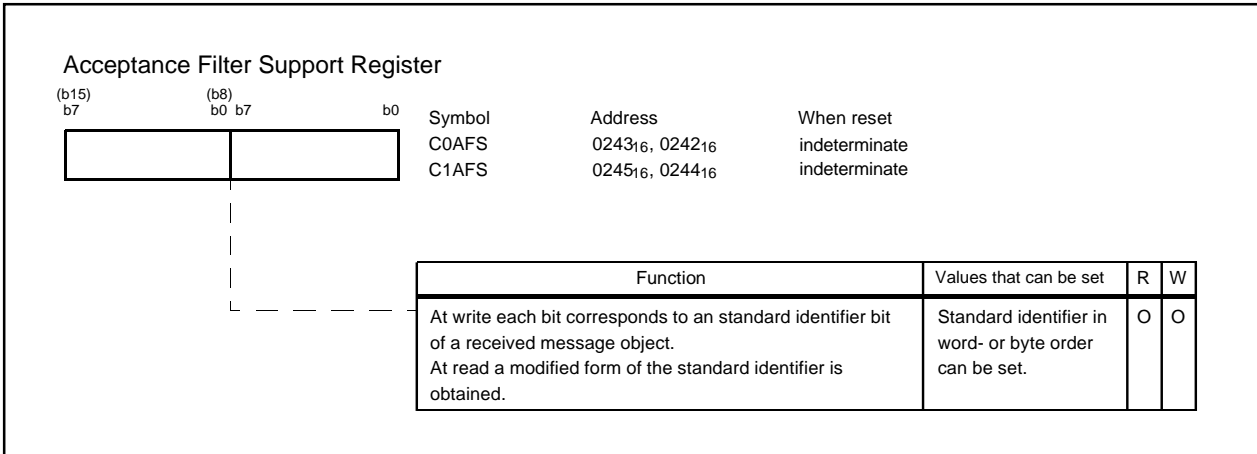 Acceptance Filter Support Register
(b15) (b8)
b7 b0 b7 b0
Symbol Address When reset
C0AFS 0243₁₆, 0242₁₆ indeterminate
C1AFS 0245₁₆, 0244₁₆ indeterminate
Function Values that can be set R W
At write each bit corresponds to an standard identifier bit Standard identifier in O O
of a received message object. word- or byte order
At read a modified form of the standard identifier is can be set.
obtained.